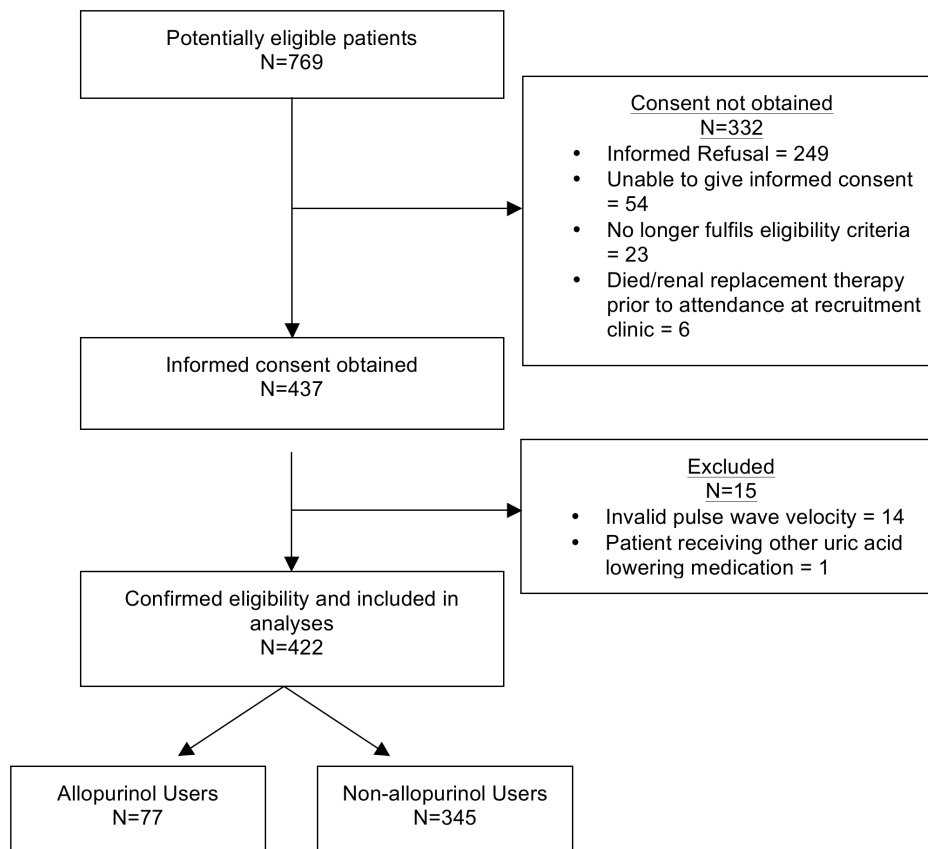 Potentially eligible patients
N=769
Consent not obtained
N=332
• Informed Refusal = 249
• Unable to give informed consent
= 54
• No longer fulfils eligibility criteria
= 23
• Died/renal replacement therapy
prior to attendance at recruitment
clinic = 6
Informed consent obtained
N=437
Excluded
N=15
• Invalid pulse wave velocity = 14
• Patient receiving other uric acid
lowering medication = 1
Confirmed eligibility and included in
analyses
N=422
Allopurinol Users
N=77
Non-allopurinol Users
N=345